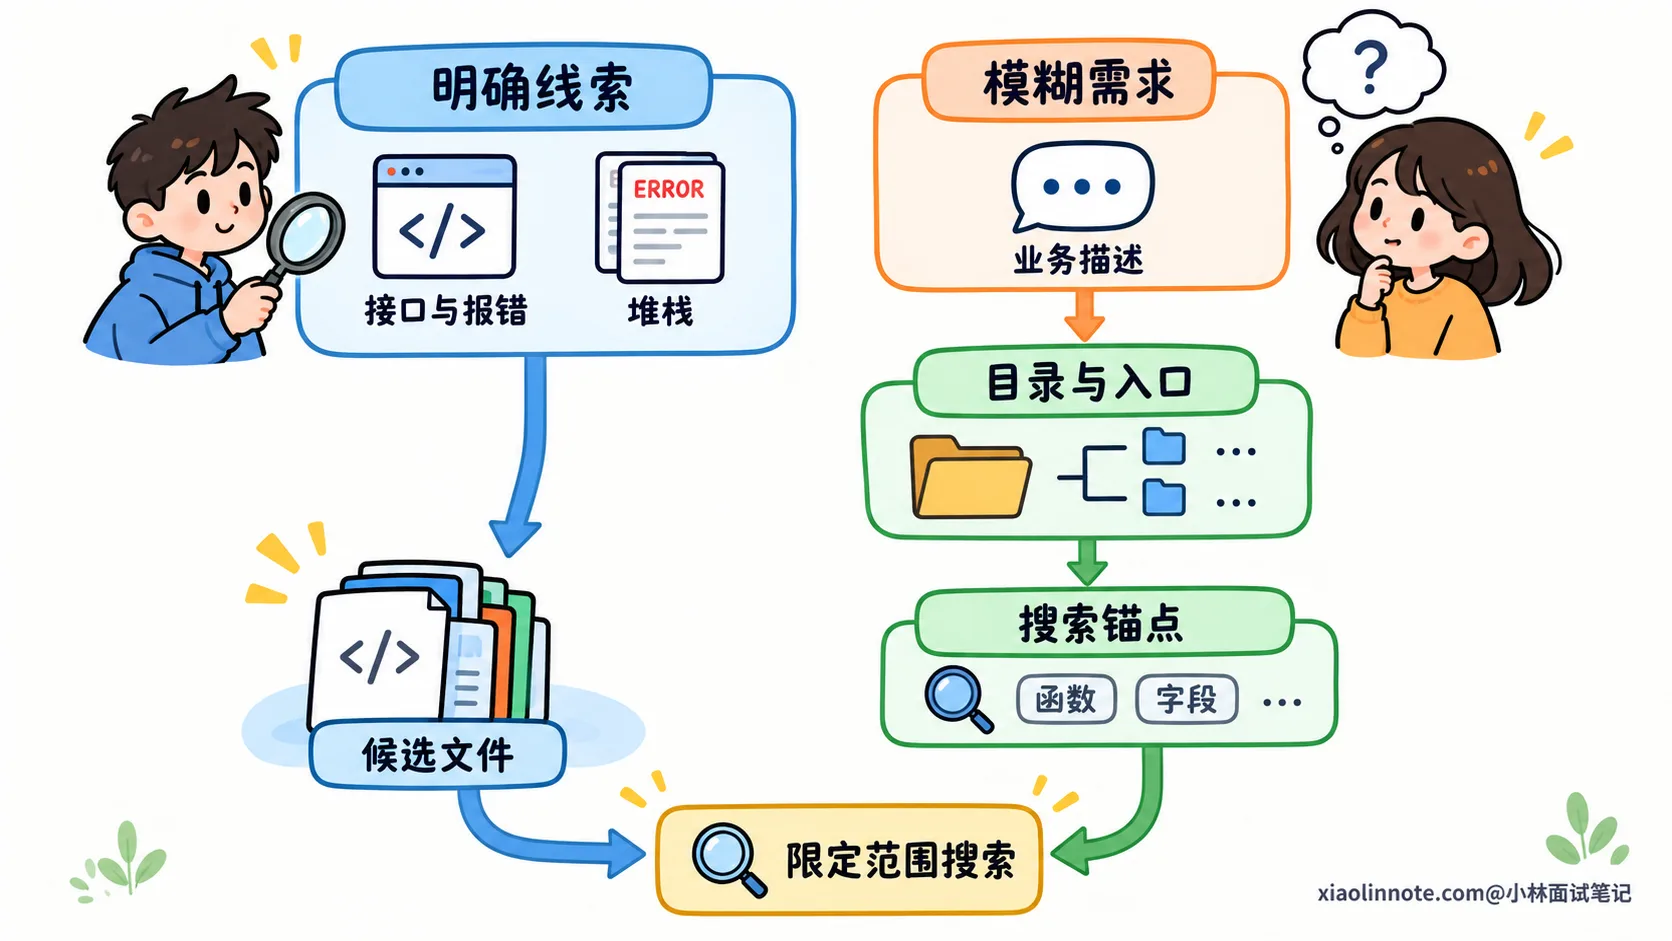 明确线索
</>
ERROR
接口与报错
堆栈
</>
候选文件
模糊需求
?
业务描述
目录与入口
...
...
搜索锚点
函数
字段
...
限定范围搜索
xiaolinnote.com@小林面试笔记